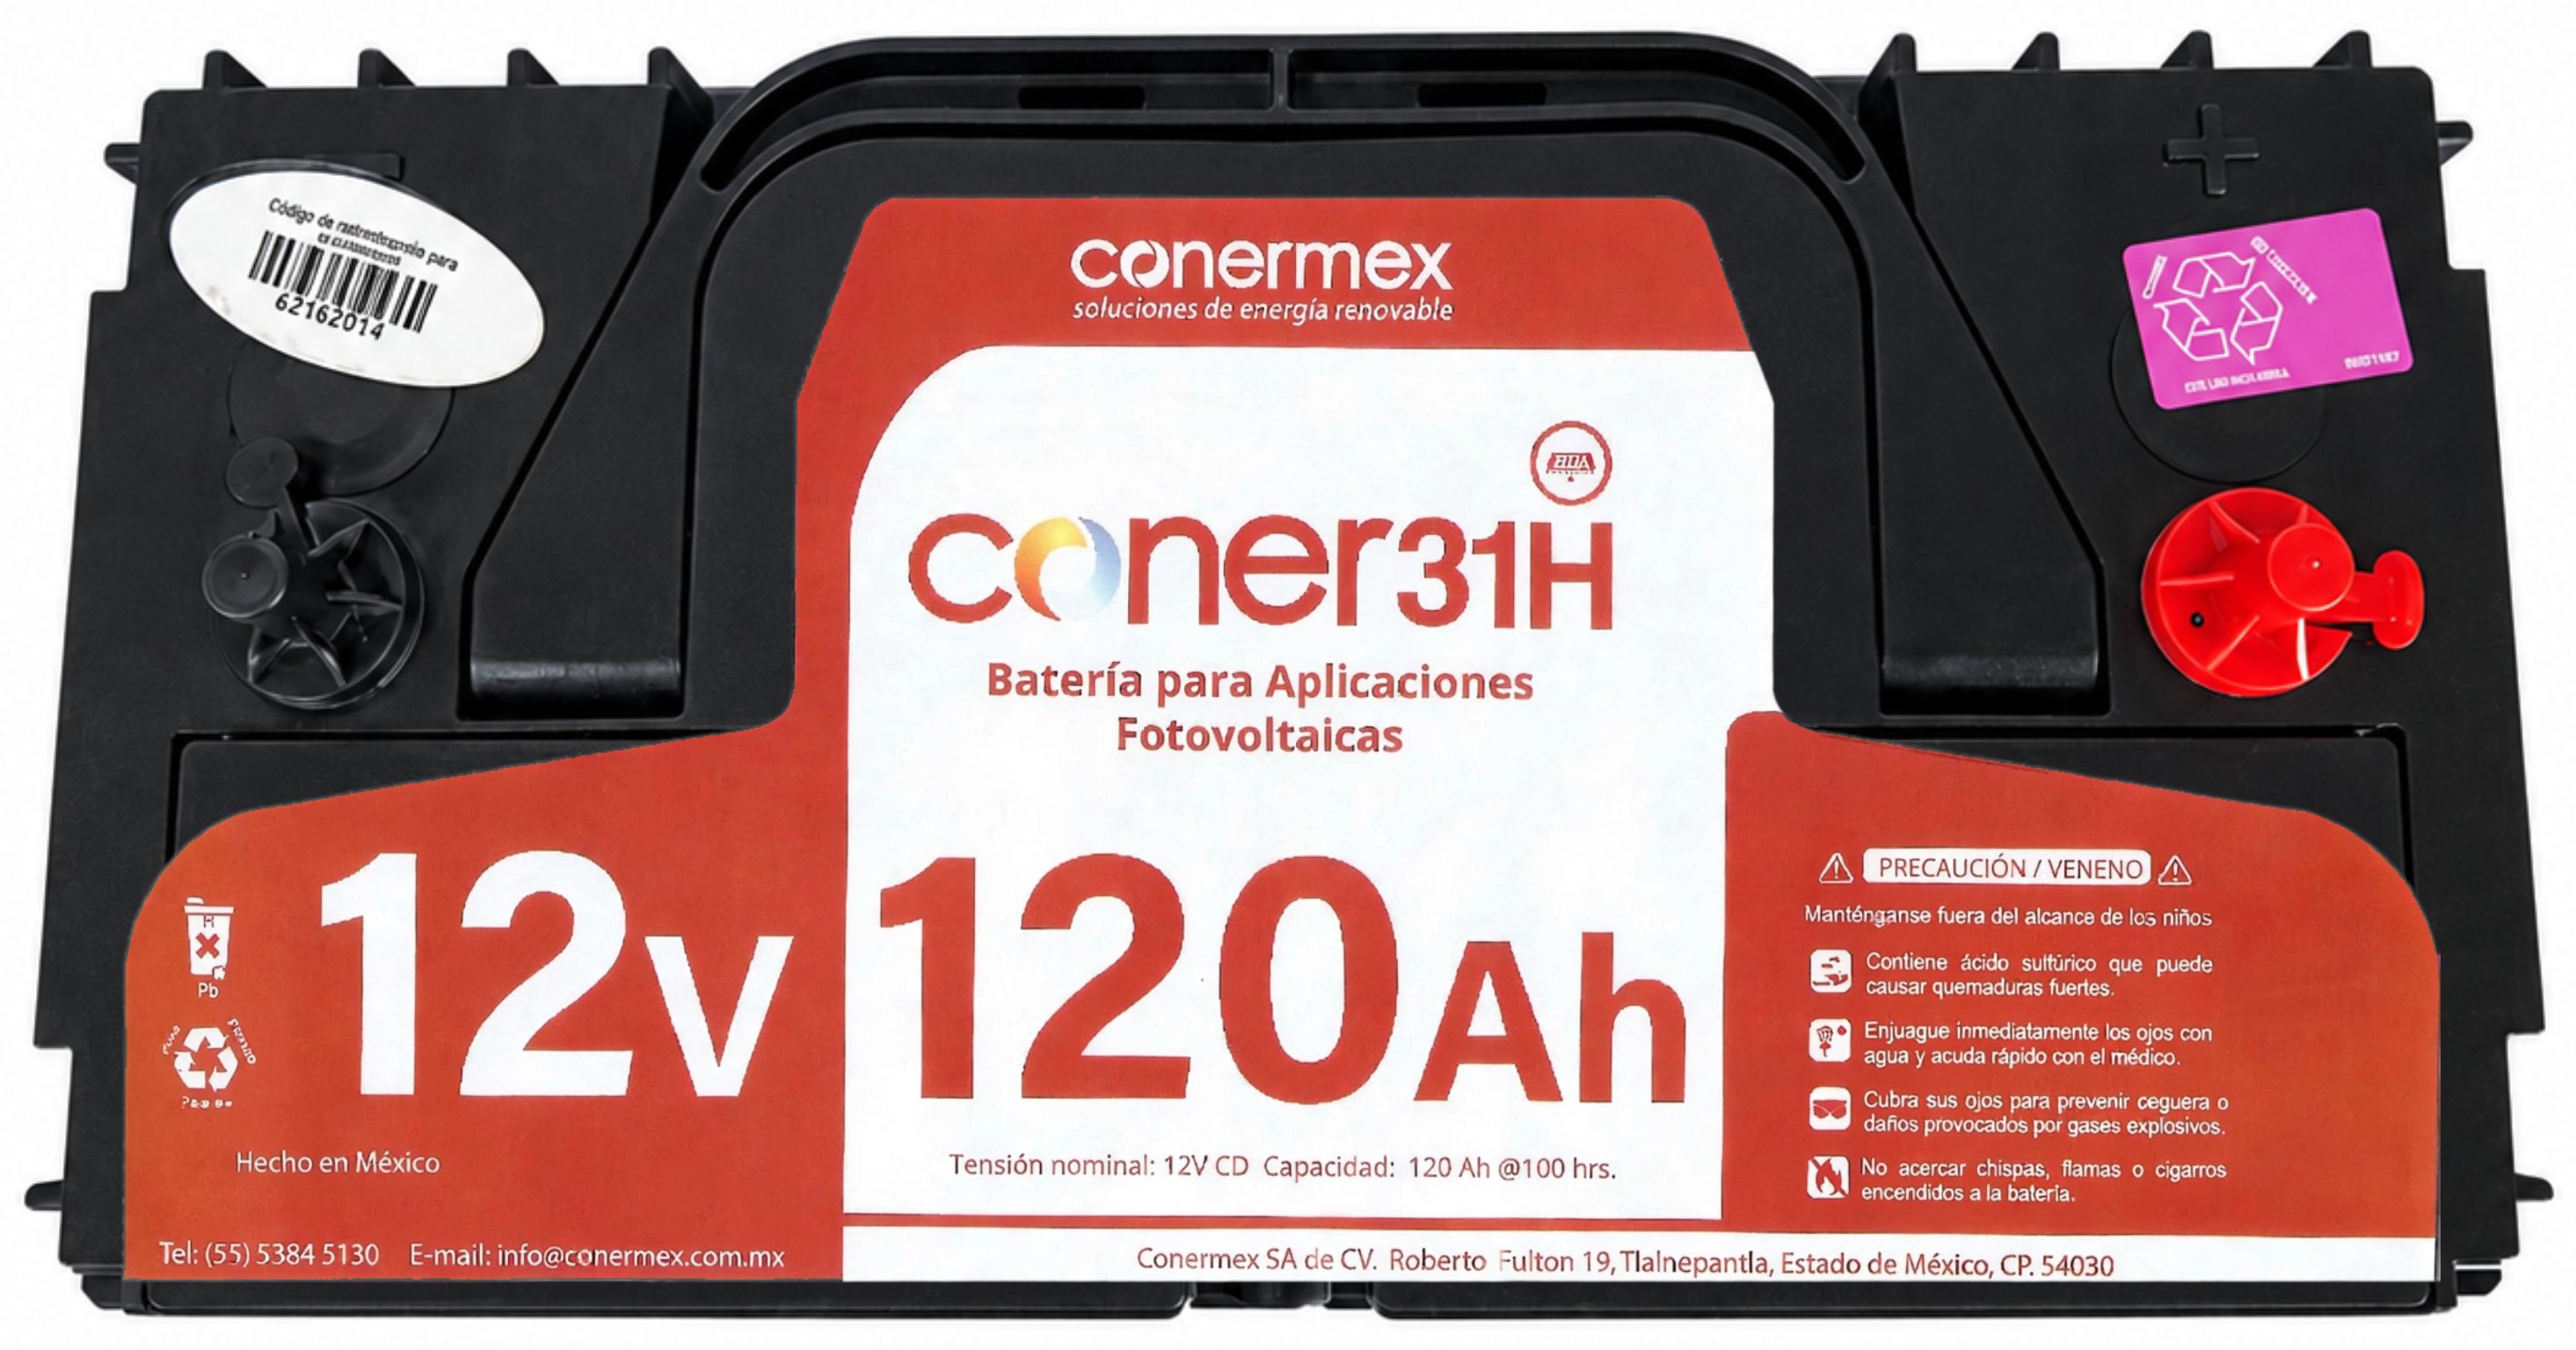 Código de para
62162014
conermex
soluciones de energía renovable
coner31H
Batería para Aplicaciones
Fotovoltaicas
12V
120Ah
Pb
Hecho en México
Tensión nominal: 12V CD Capacidad: 120 Ah @100 hrs.
PRECAUCIÓN / VENENO
Manténganse fuera del alcance de los niños
Contiene ácido sulfúrico que puede
causar quemaduras fuertes.
Enjuague inmediatamente los ojos con
agua y acuda rápido con el médico.
Cubra sus ojos para prevenir ceguera o
daños provocados por gases explosivos.
No acercar chispas, flamas o cigarros
encendidos a la batería.
Tel: (55) 5384 5130 E-mail: info@conermex.com.mx
Conermex SA de CV. Roberto Fulton 19, Tlalnepantla, Estado de México, CP. 54030